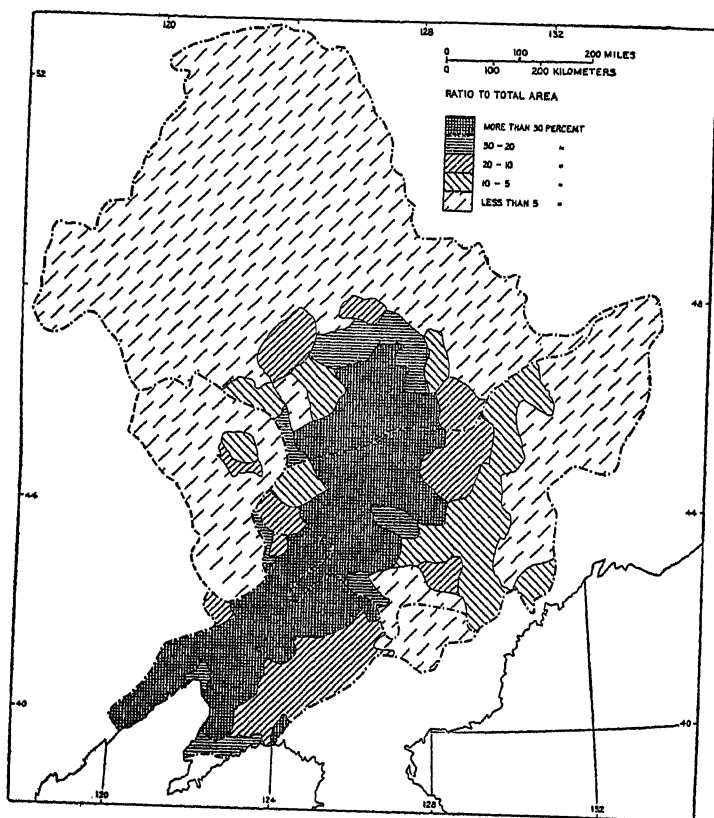 120 128 132
52
0 100 200 MILES
0 100 200 KILOMETERS
RATIO TO TOTAL AREA
MORE THAN 30 PERCENT
30 - 20 "
20 - 10 "
10 - 5 "
LESS THAN 5 "
48
44 44
40 40
120 124 128 132